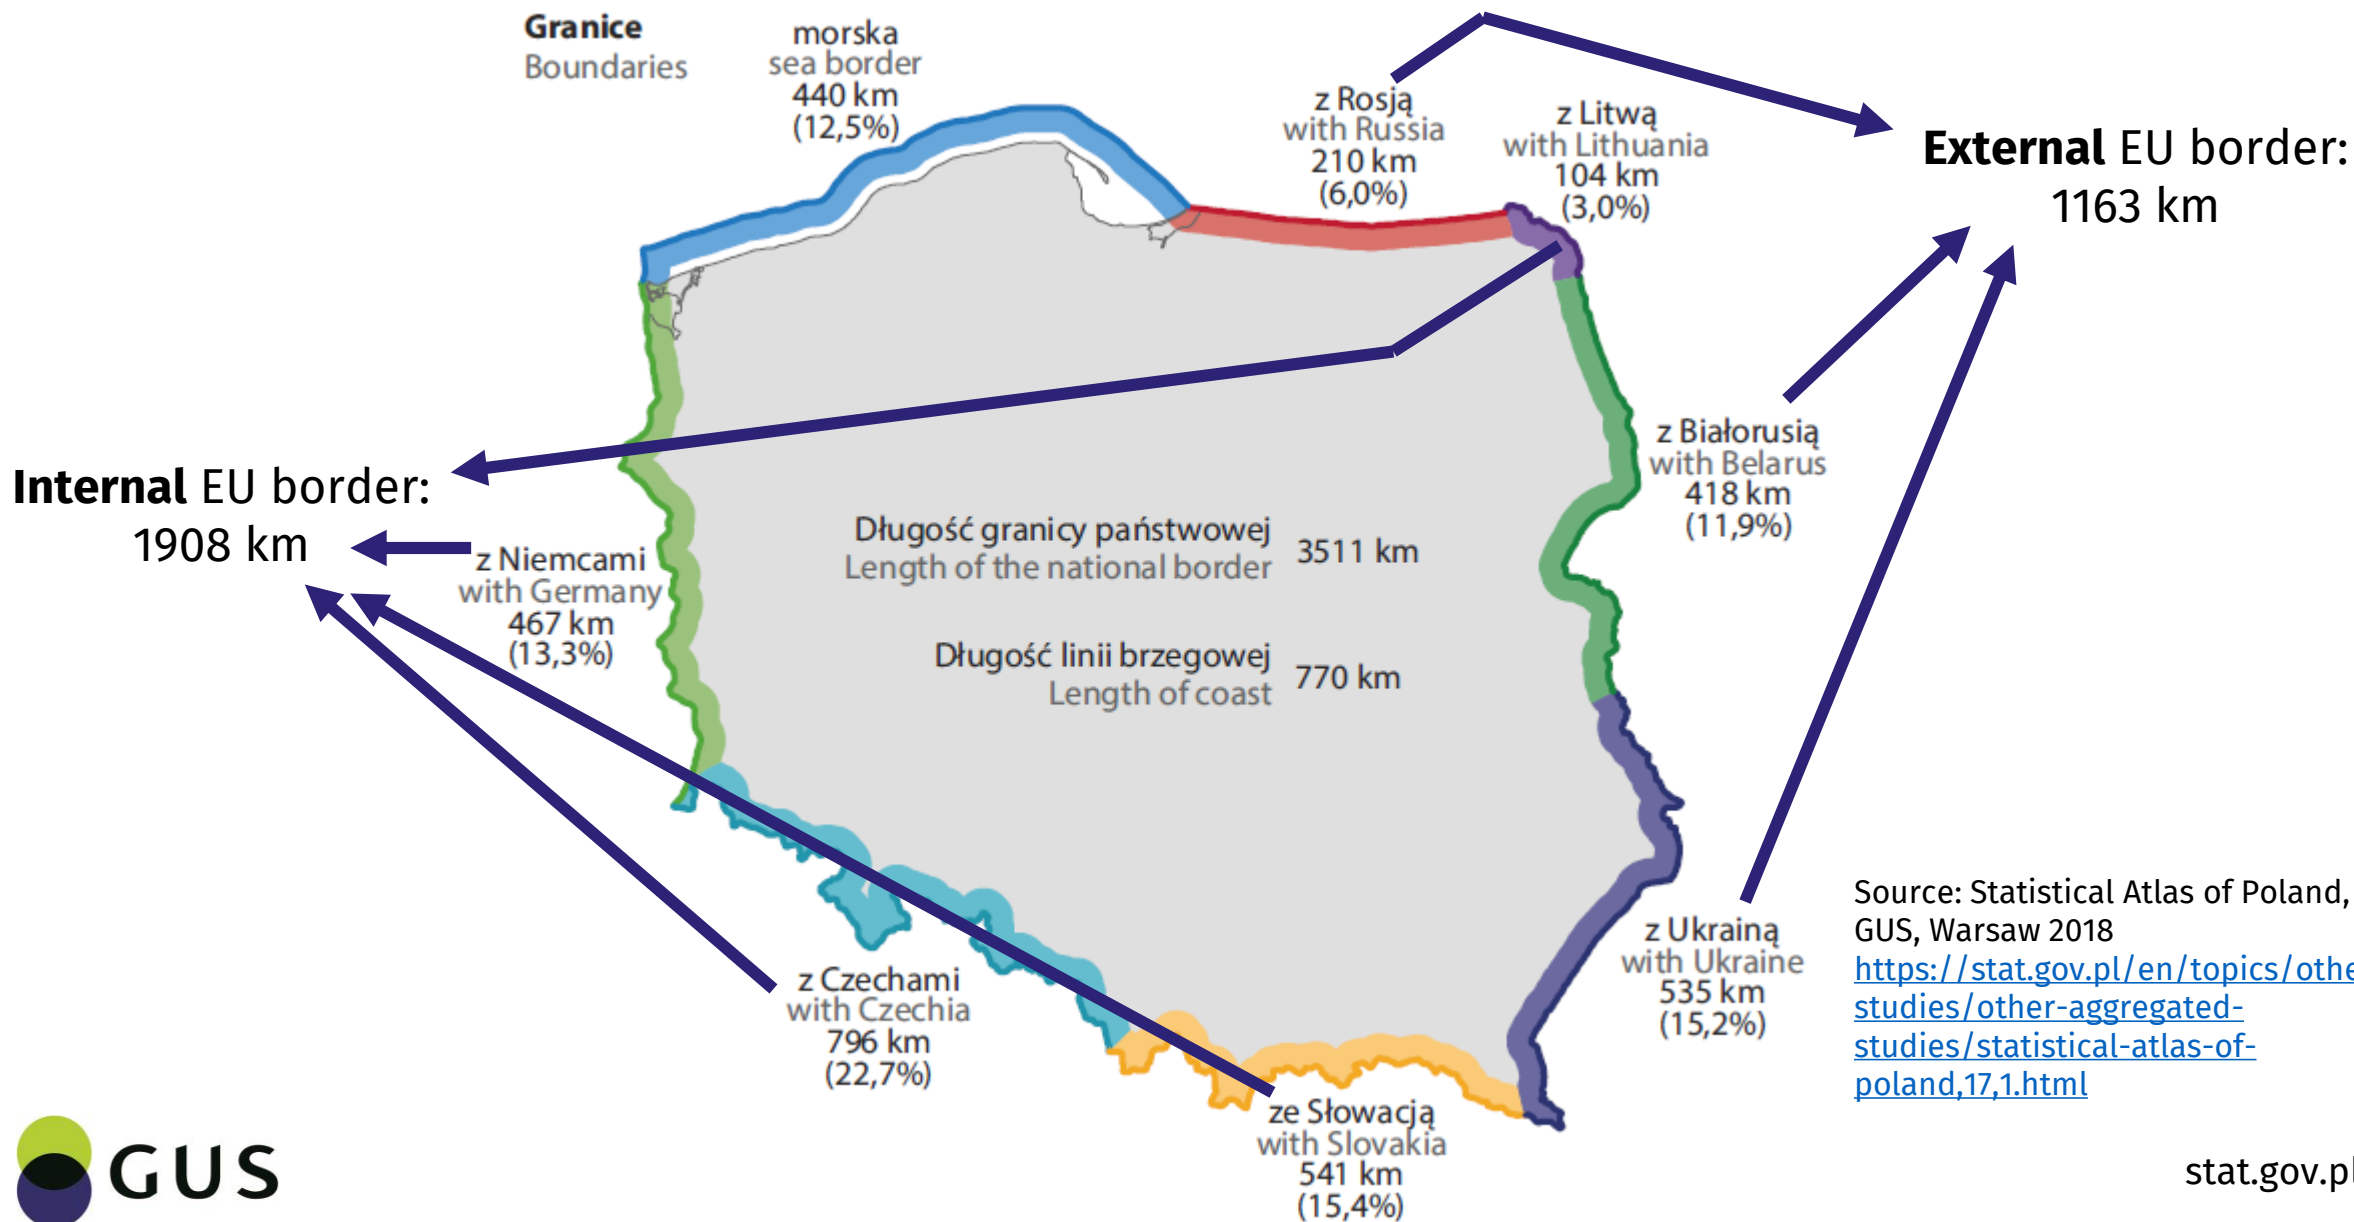 Granice
Boundaries
morska
sea border
440 km
(12,5%)
z Rosją
with Russia
210 km
(6,0%)
z Litwą
with Lithuania
104 km
(3,0%)
External EU border:
1163 km
z Białorusią
with Belarus
418 km
(11,9%)
Internal EU border:
1908 km
z Niemcami
with Germany
467 km
(13,3%)
Długość granicy państwowej
Length of the national border
3511 km
Długość linii brzegowej
Length of coast
770 km
z Ukrainą
with Ukraine
535 km
(15,2%)
z Czechami
with Czechia
796 km
(22,7%)
ze Słowacją
with Slovakia
541 km
(15,4%)
Source: Statistical Atlas of Poland,
GUS, Warsaw 2018
https://stat.gov.pl/en/topics/othe
studies/other-aggregated-
studies/statistical-atlas-of-
poland,17,1.html
GUS
stat.gov.pl